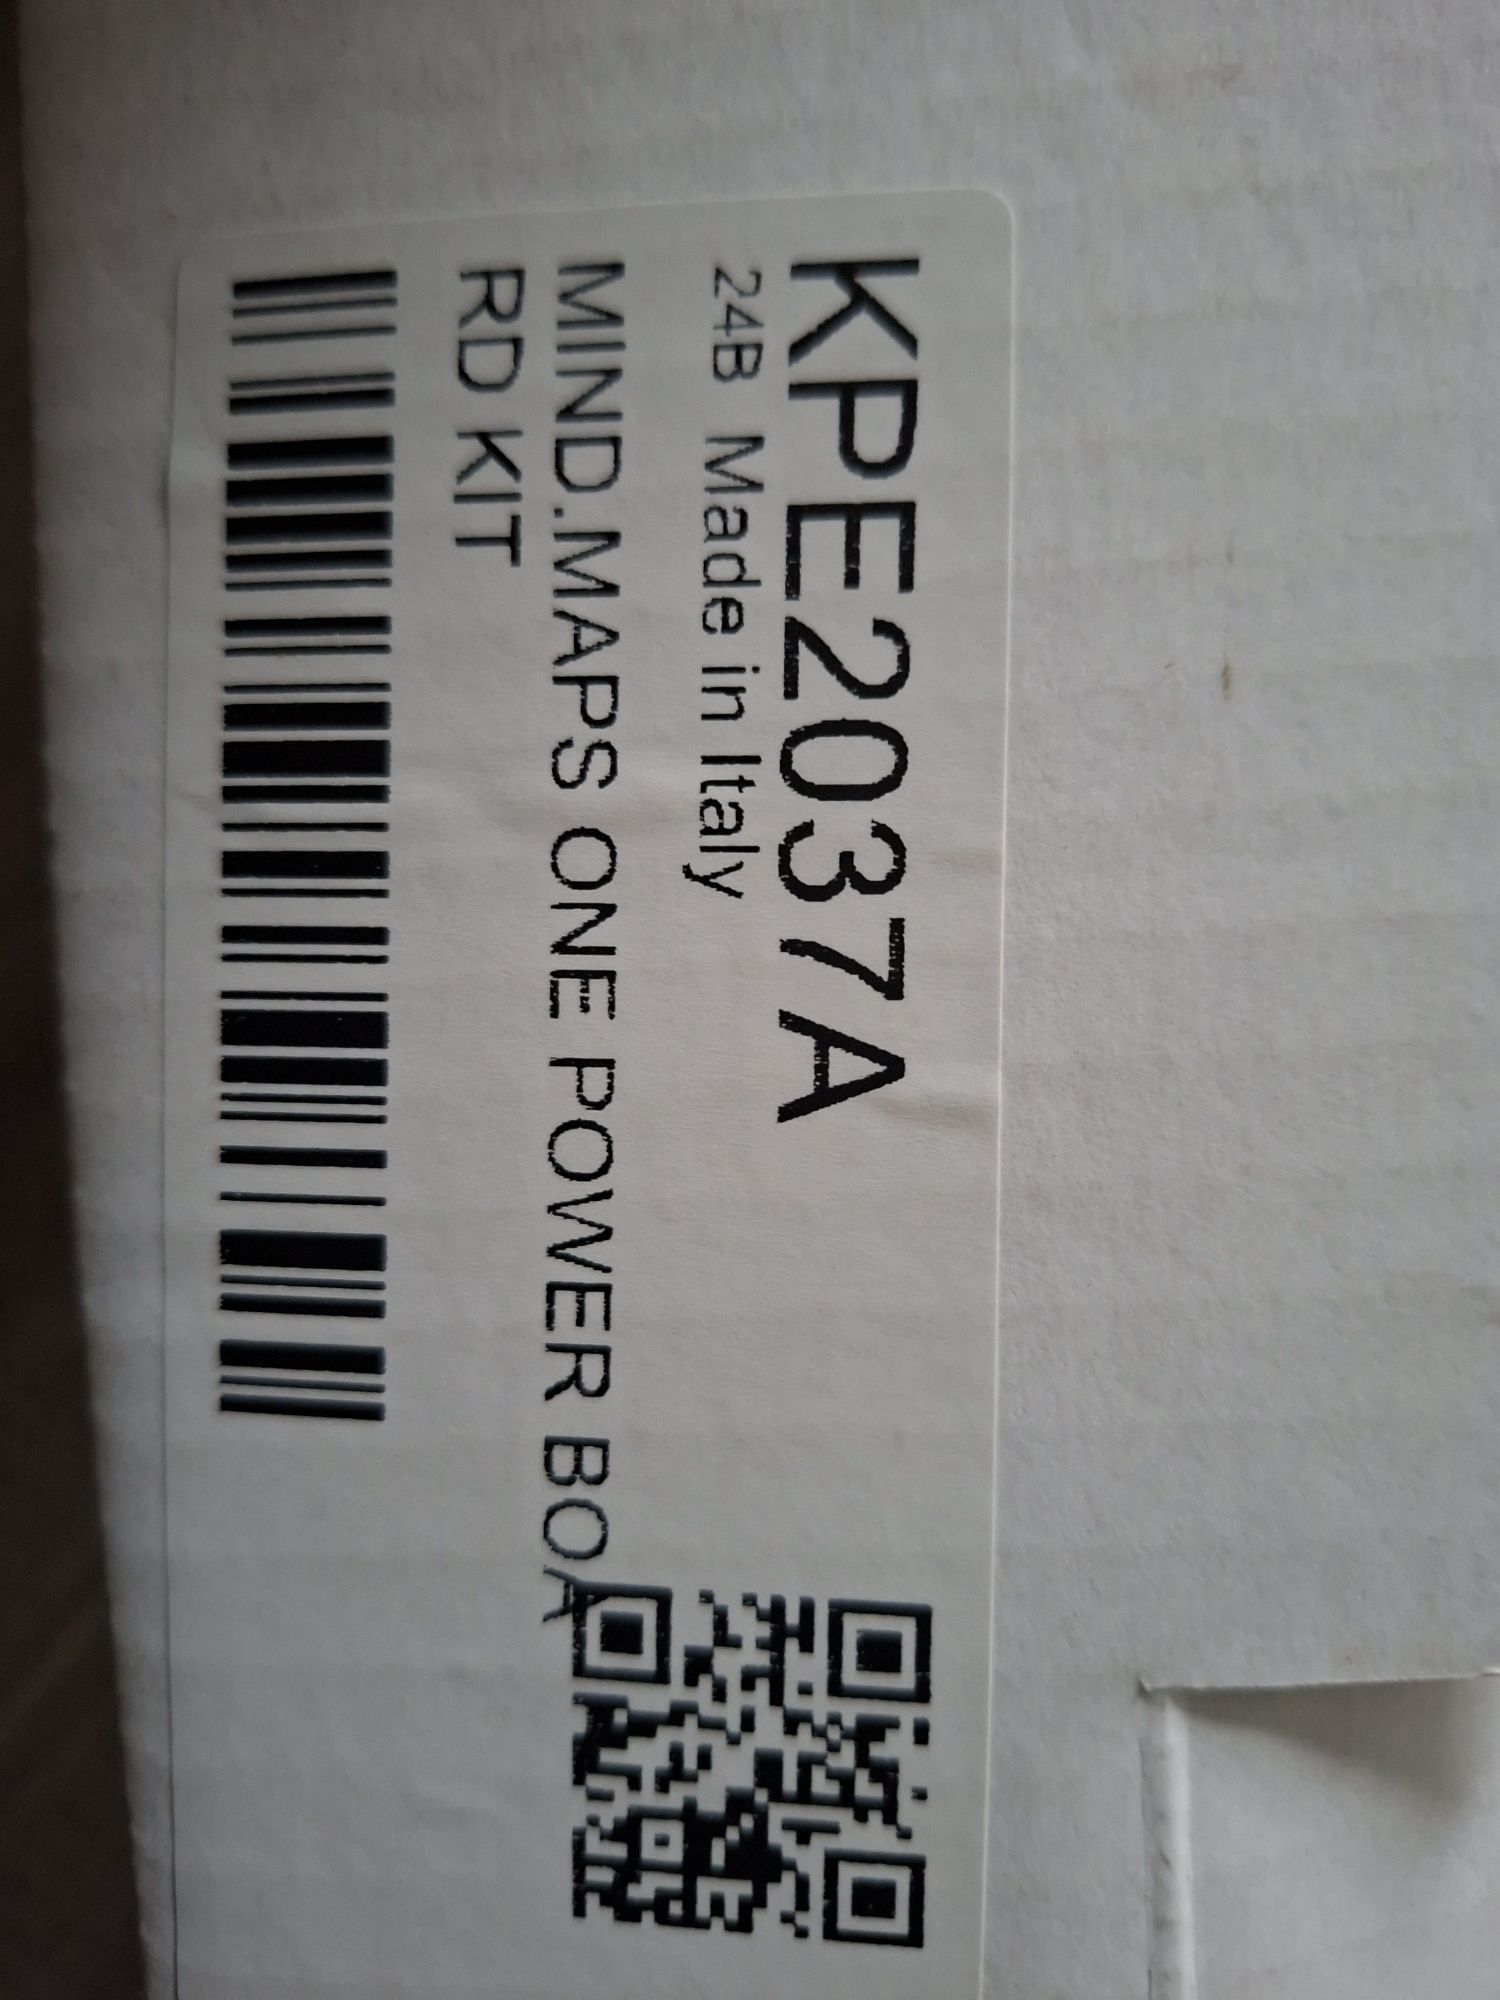 KPE2037A
24B Made in Italy
MIND.MAPS ONE POWER BOA
RD KIT